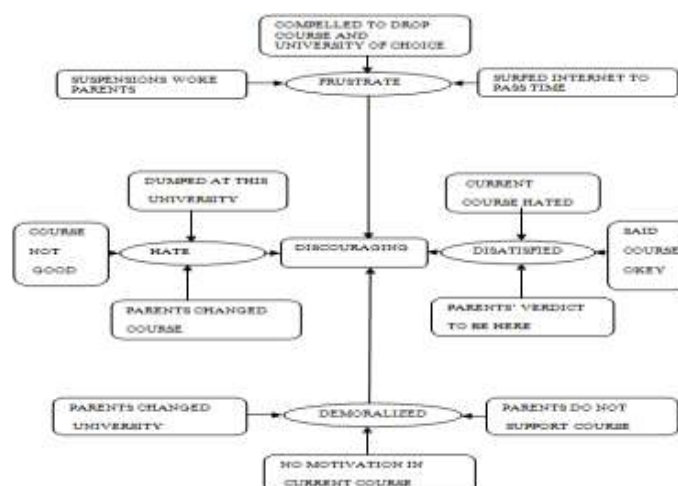 COMPELLED TO DROP
COURSE AND
UNIVERSITY OF CHOICE
SUSPENSIONS WOKE
PARENTS
FRUSTRATE
SURFED INTERNET TO
PASS TIME
DUMPED AT THIS
UNIVERSITY
CURRENT
COURSE HATED
COURSE
NOT
GOOD
HATE
DISCOURAGING
DISATISFIED
SAID
COURSE
OKEY
PARENTS CHANGED
COURSE
PARENTS' VERDICT
TO BE HERE
PARENTS CHANGED
UNIVERSITY
DEMORALIZED
PARENTS DO NOT
SUPPORT COURSE
NO MOTIVATION IN
CURRENT COURSE